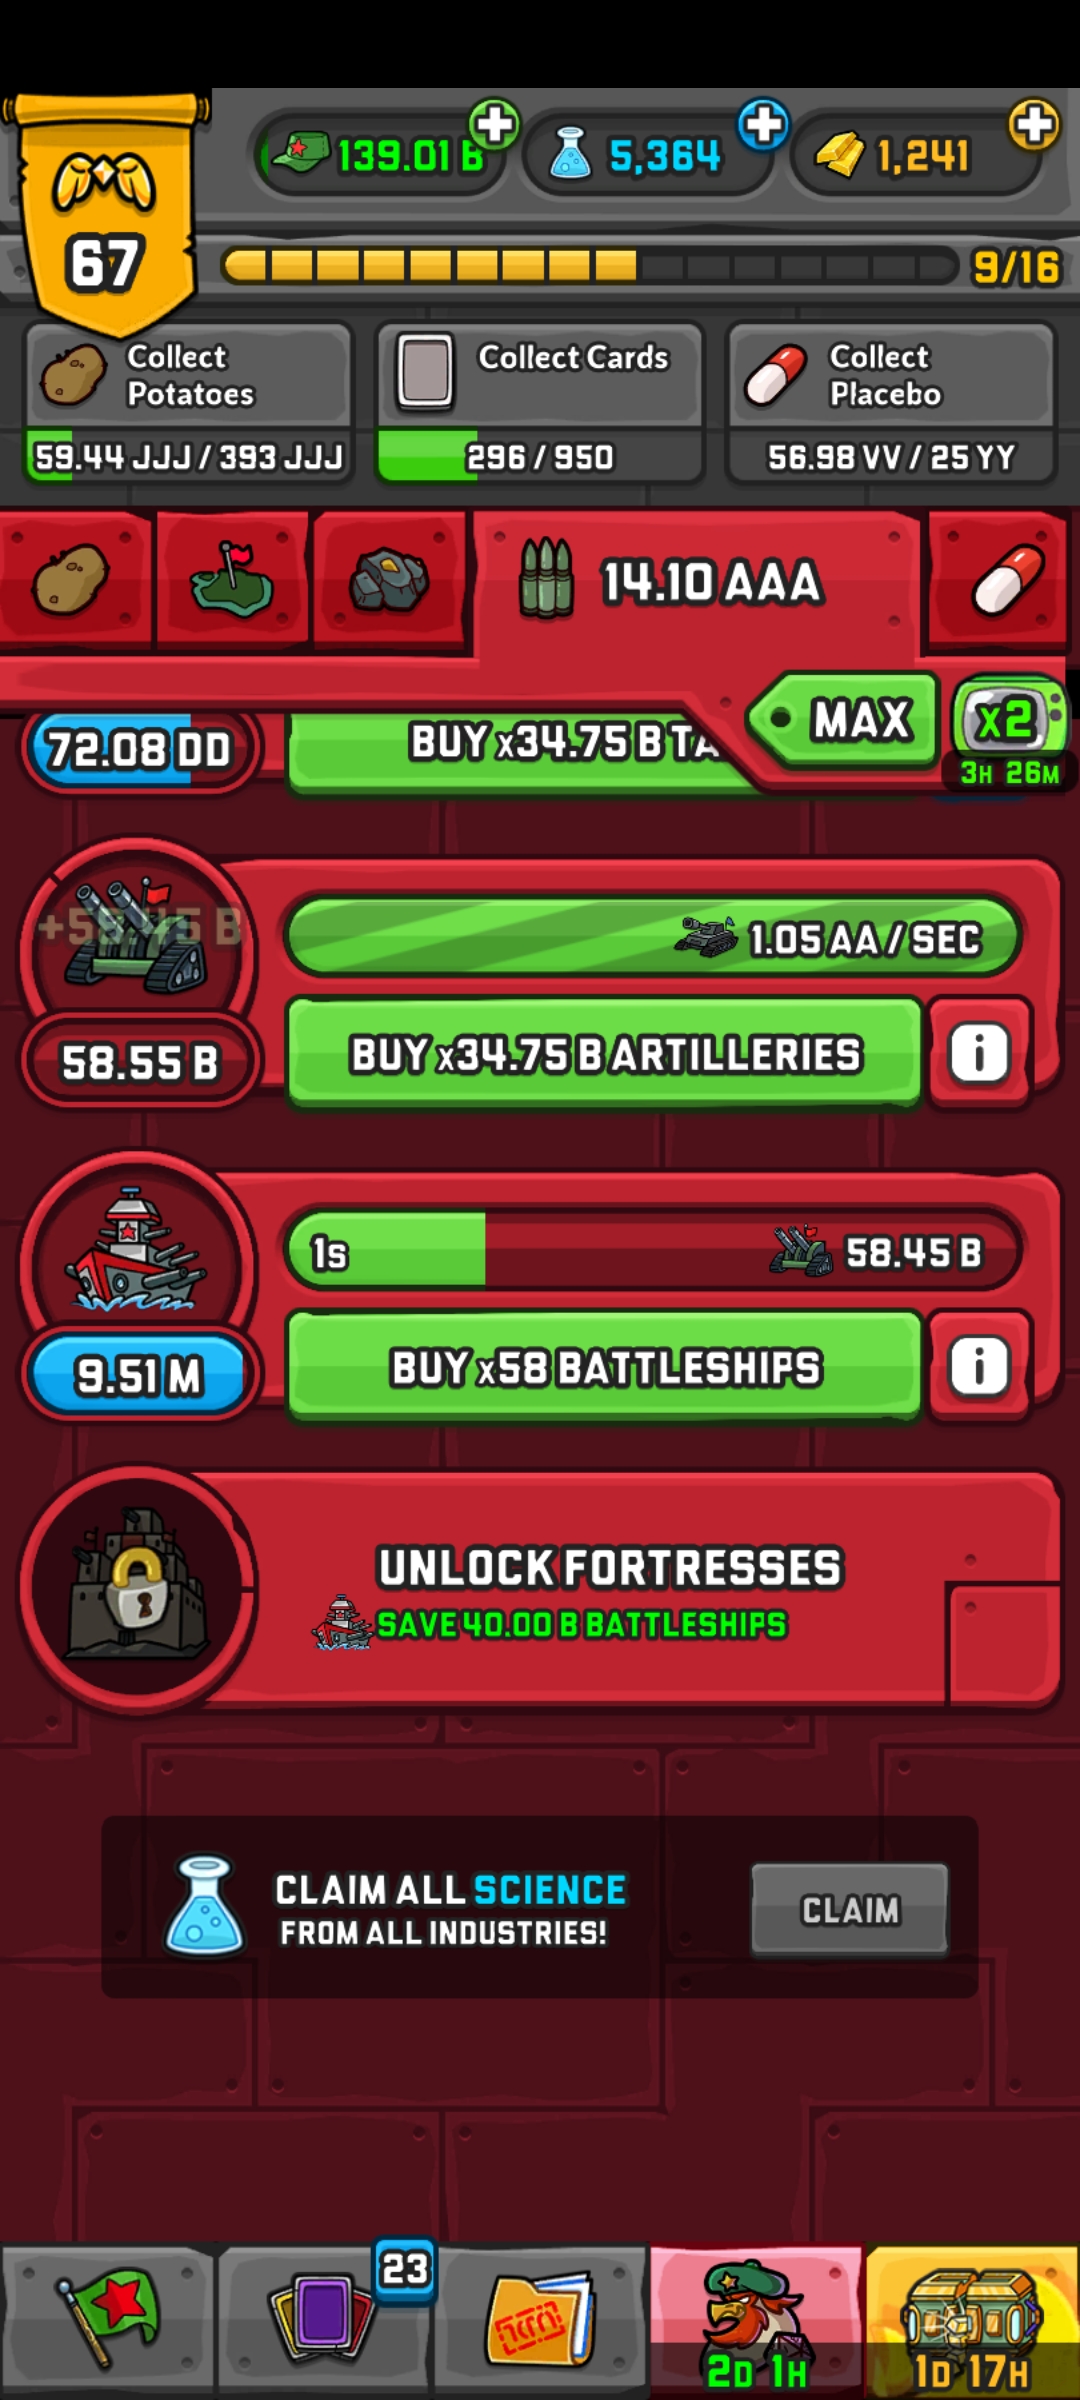 139.01 B
5,364
1,241
67
9/16
Collect
Potatoes
59.44 JJJ / 393 JJJ
Collect Cards
296 / 950
Collect
Placebo
56.98 VV / 25 YY
14.10 AAA
MAX
x2
3H 26M
72.08 DD
BUY x34.75 B TA
1.05 AA / SEC
58.55 B
BUY x34.75 B ARTILLERIES
i
1s
58.45 B
9.51 M
BUY x58 BATTLESHIPS
i
UNLOCK FORTRESSES
SAVE 40.00 B BATTLESHIPS
CLAIM ALL SCIENCE
FROM ALL INDUSTRIES!
CLAIM
23
2D 1H
1D 17H